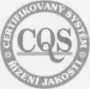 CERTIFIKOVANÝ SYSTÉM
CQS
ŘÍZENÍ JAKOSTI